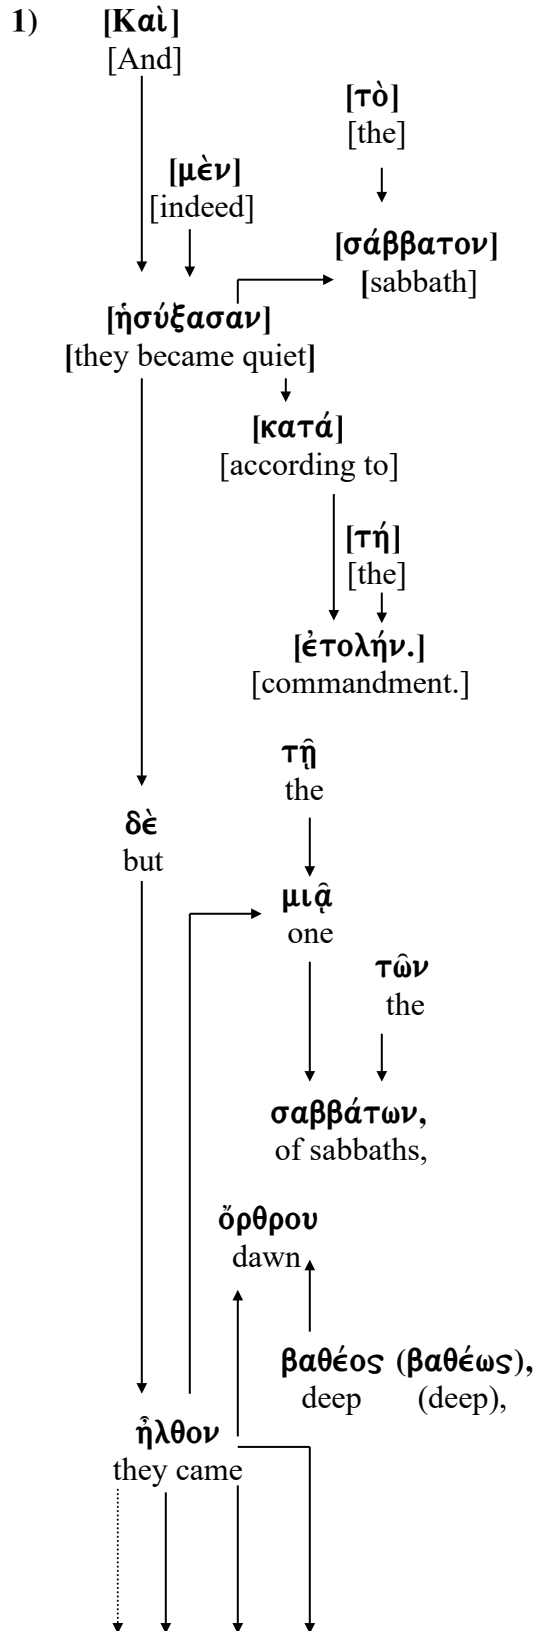 1)
[Καὶ]
[And]
[τὸ]
[the]
[μὲν]
[indeed]
[σάββατον]
[sabbath]
[ἡσύξασαν]
[they became quiet]
[κατά]
[according to]
[τή]
[the]
[ἐτολήν.]
[commandment.]
τῇ
the
δὲ
but
μιᾷ
one
τῶν
the
σαββάτων,
of sabbaths,
ὄρθρου
dawn
βαθέος (βαθέως),
deep (deep),
ἦλθον
they came